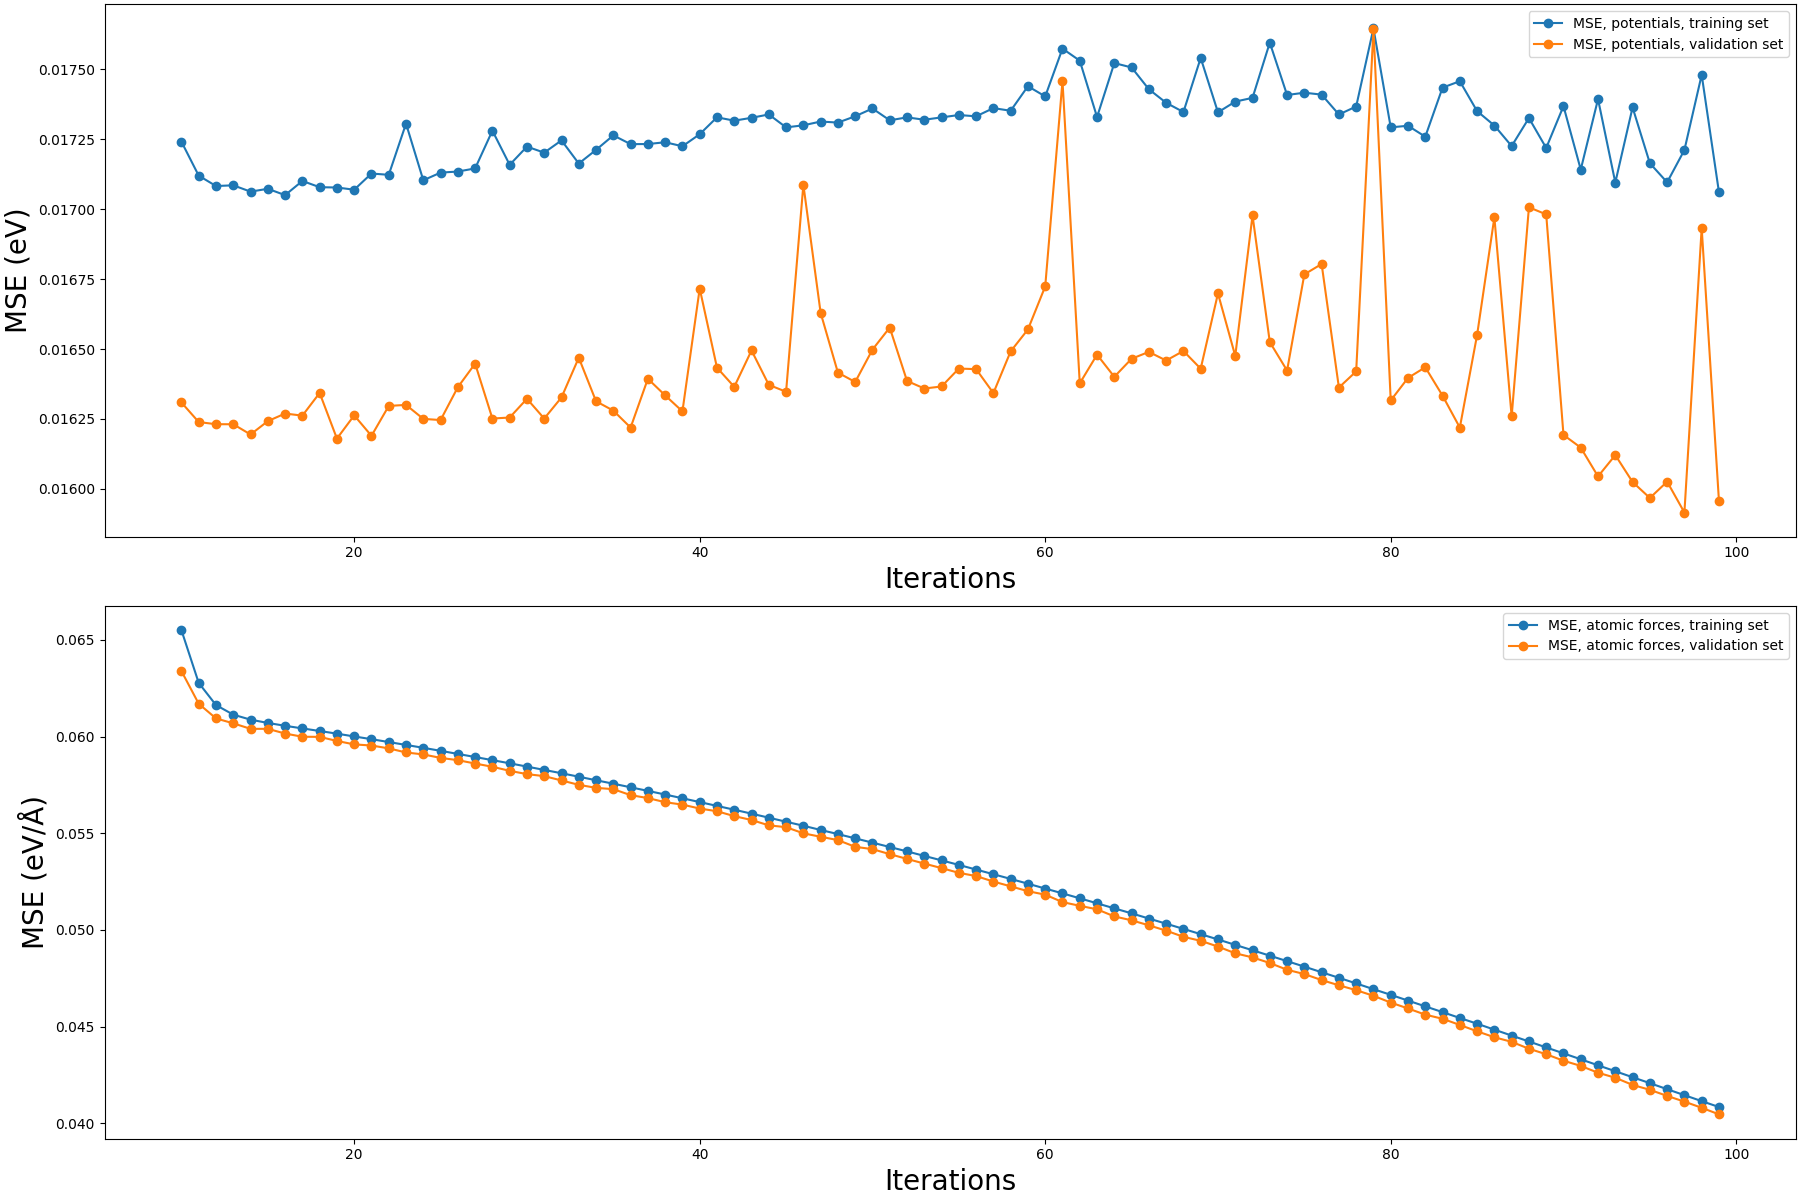 MSE, potentials, training set
MSE, potentials, validation set
0.01750
0.01725
0.01700
0.01675
0.01650
0.01625
0.01600
MSE (eV)
20 40 60 80 100
Iterations
MSE, atomic forces, training set
MSE, atomic forces, validation set
0.065
0.060
0.055
0.050
0.045
0.040
MSE (eV/Å)
20 40 60 80 100
Iterations